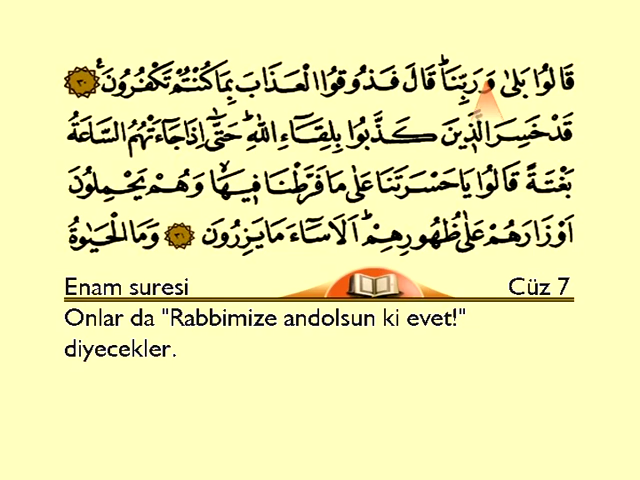 قَالُوا بَلٰى وَرَبِّنَاۜ قَالَ فَذُوقُوا الْعَذَابَ بِمَا كُنْتُمْ تَكْفُرُونَ۟ ﴿٣٠﴾
قَدْ خَسِرَ الَّذ۪ينَ كَذَّبُوا بِلِقَٓاءِ اللّٰهِۜ حَتّٰٓى اِذَا جَٓاءَتْهُمُ السَّاعَةُ
بَغْتَةً قَالُوا يَا حَسْرَتَنَا عَلٰى مَا فَرَّطْنَا ف۪يهَاۙ وَهُمْ يَحْمِلُونَ
اَوْزَارَهُمْ عَلٰى ظُهُورِهِمْۜ اَلَا سَٓاءَ مَا يَزِرُونَ ﴿٣١﴾ وَمَا الْحَيٰوةُ
Enam suresi Cüz 7
Onlar da "Rabbimize andolsun ki evet!"
diyecekler.